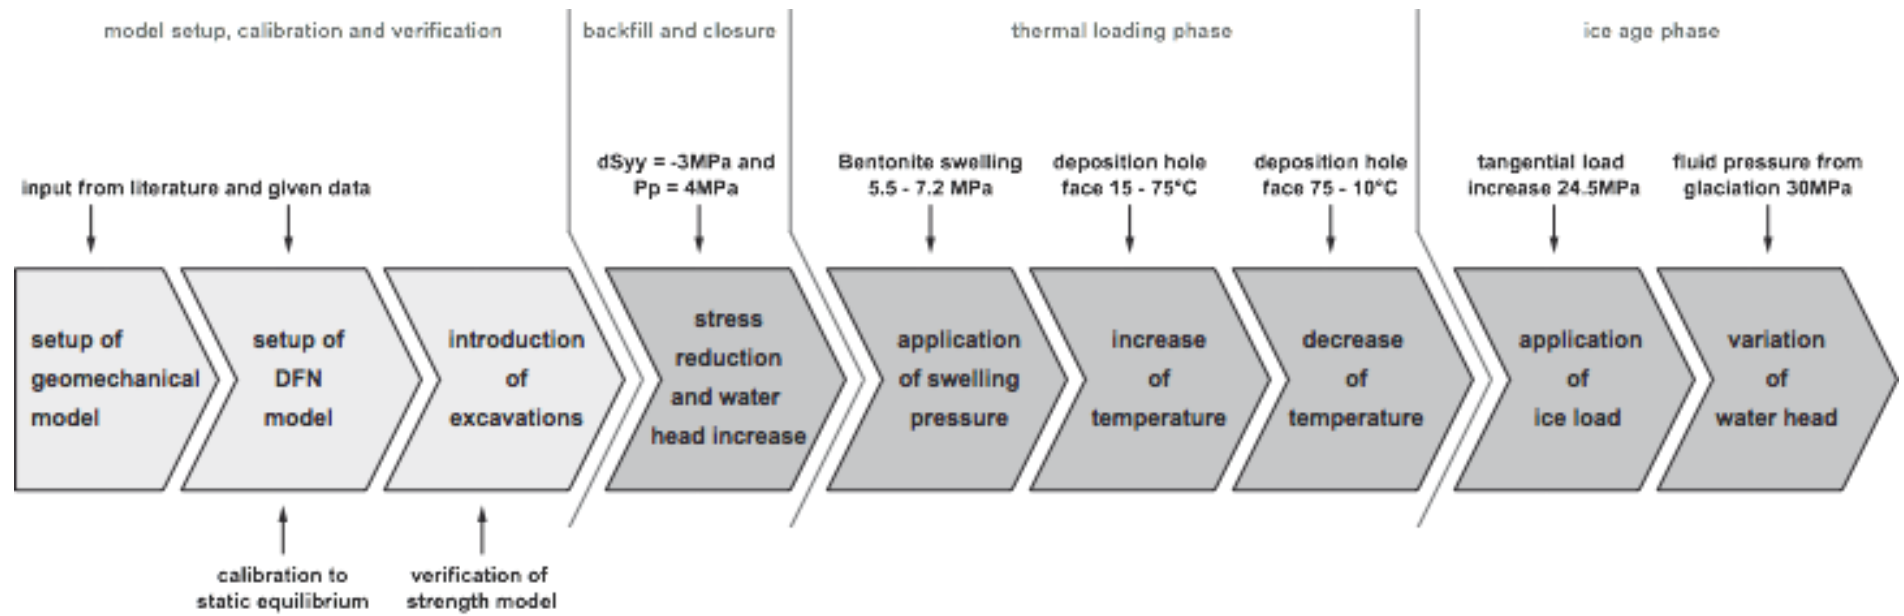 model setup, calibration and verification
backfill and closure
thermal loading phase
ice age phase
input from literature and given data
dSyy = -3MPa and
Pp = 4MPa
Bentonite swelling
5.5 - 7.2 MPa
deposition hole
face 15 - 75°C
deposition hole
face 75 - 10°C
tangential load
increase 24.5MPa
fluid pressure from
glaciation 30MPa
setup of
geomechanical
model
setup of
DFN
model
introduction
of
excavations
stress
reduction
and water
head increase
application
of swelling
pressure
increase
of
temperature
decrease
of
temperature
application
of
ice load
variation
of
water head
calibration to
static equilibrium
verification of
strength model